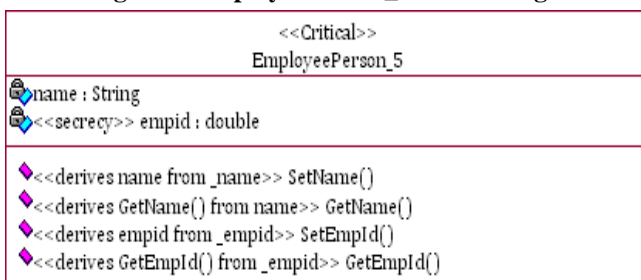 <<Critical>>
EmployeePerson_5
name : String
<<secrecy>> empid : double
<<derives name from _name>> SetName()
<<derives GetName() from name>> GetName()
<<derives empid from _empid>> SetEmpId()
<<derives GetEmpId() from _empid>> GetEmpId()